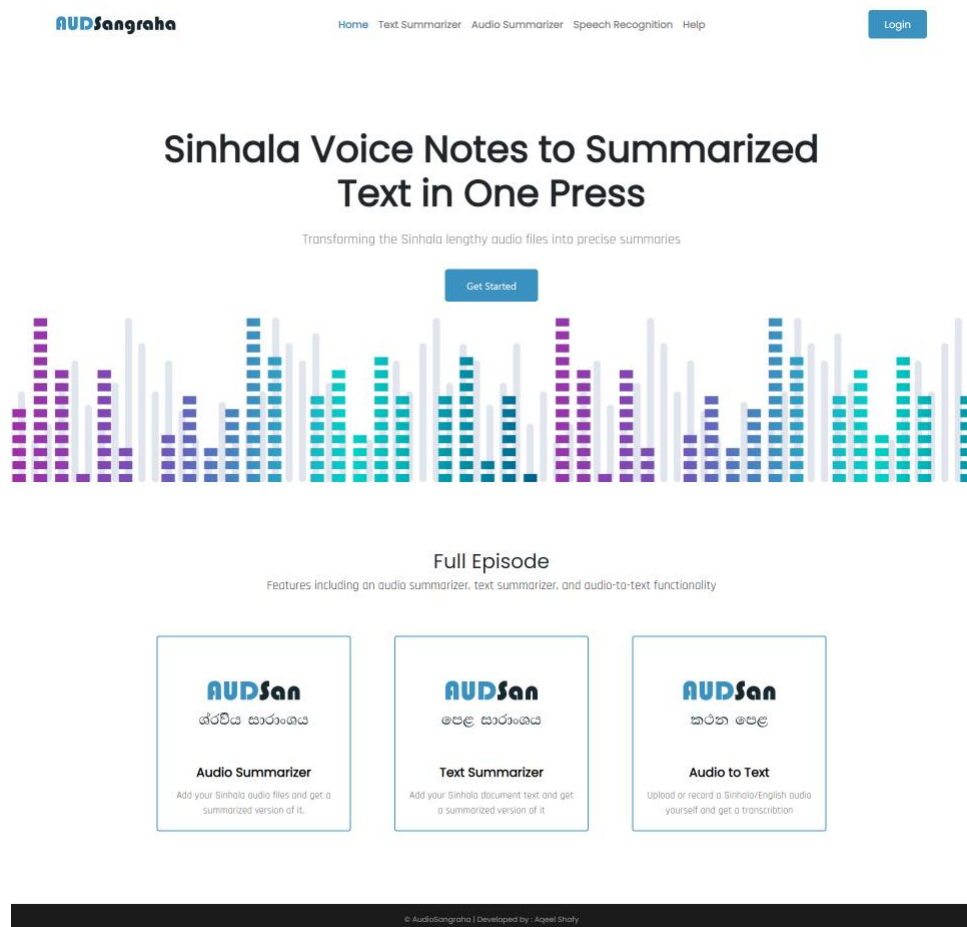 AUDSangraha
Home Text Summarizer Audio Summarizer Speech Recognition Help
Login
Sinhala Voice Notes to Summarized
Text in One Press
Transforming the Sinhala lengthy audio files into precise summaries
Get Started
Full Episode
Features including an audio summarizer, text summarizer, and audio-to-text functionality
AUDSan
ශ්රව්ය සාරාංශය
Audio Summarizer
Add your Sinhala audio files and get a
summarized version of it.
AUDSan
පෙළ සාරාංශය
Text Summarizer
Add your Sinhala document text and get
a summarized version of it
AUDSan
කථන පෙළ
Audio to Text
Upload or record a Sinhala/English audio
yourself and get a transcribtion
© AudioSangraha | Developed by : Aqeel Shafy